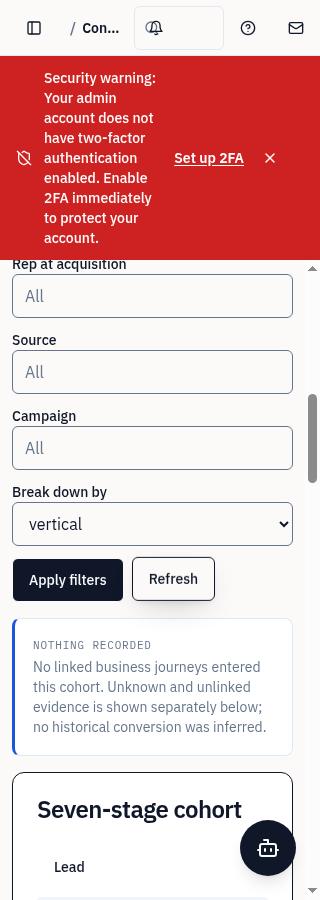 / Con...
Security warning:
Your admin
account does not
have two-factor
authentication
enabled. Enable
2FA immediately
to protect your
account.
Set up 2FA
Rep at acquisition
All
Source
All
Campaign
All
Break down by
vertical
Apply filters
Refresh
NOTHING RECORDED
No linked business journeys entered
this cohort. Unknown and unlinked
evidence is shown separately below;
no historical conversion was inferred.
Seven-stage cohort
Lead